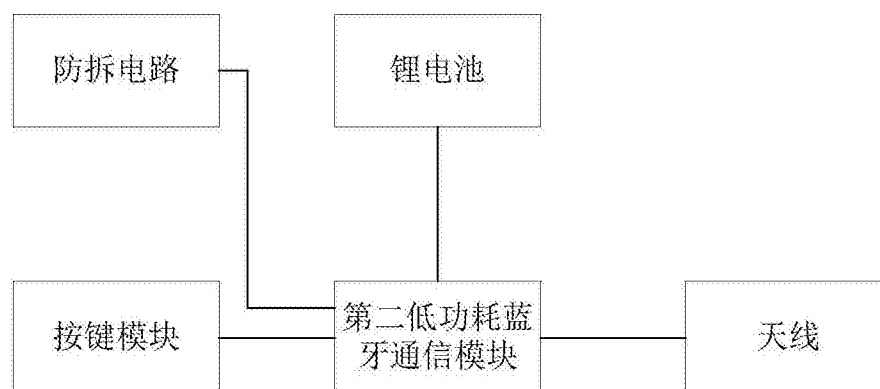 防拆电路
锂电池
按键模块
第二低功耗蓝
牙通信模块
天线